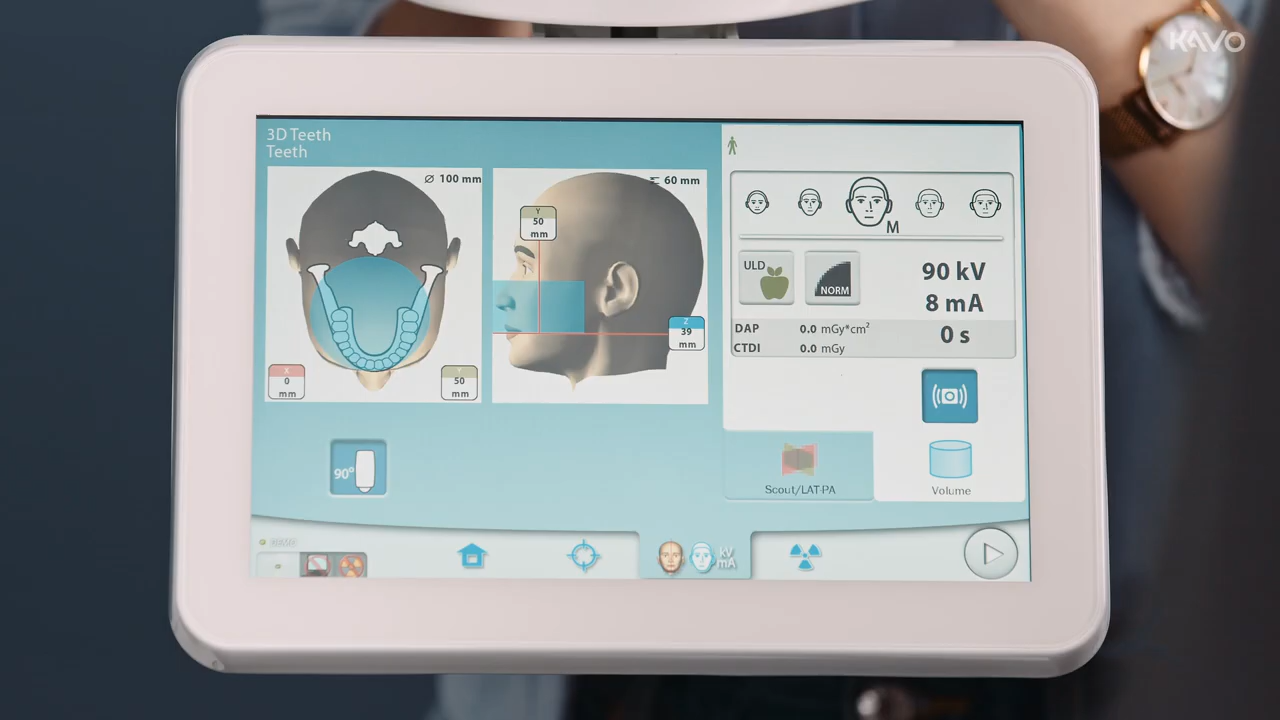 KAVO
3D Teeth
Teeth
Ø 100 mm
60 mm
Y
50
mm
Z
39
mm
X
0
mm
Y
50
mm
90°
M
ULD
NORM
90 kV
8 mA
0 s
DAP 0.0 mGy*cm²
CTDI 0.0 mGy
Scout/LAT-PA
Volume
kV
mA